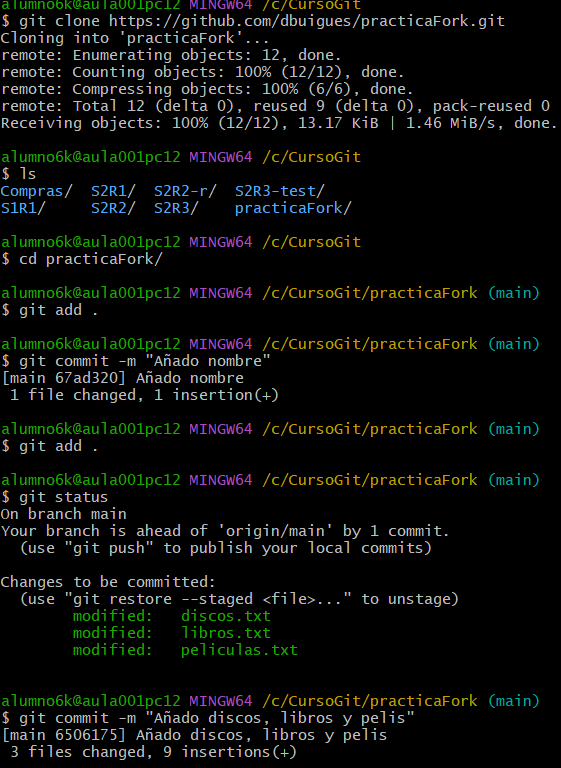 alumno6k@aula001pc12 MINGW64 /c/CursoGit
$ git clone https://github.com/dbuigues/practicaFork.git
Cloning into 'practicaFork'...
remote: Enumerating objects: 12, done.
remote: Counting objects: 100% (12/12), done.
remote: Compressing objects: 100% (6/6), done.
remote: Total 12 (delta 0), reused 9 (delta 0), pack-reused 0
Receiving objects: 100% (12/12), 13.17 KiB | 1.46 MiB/s, done.
alumno6k@aula001pc12 MINGW64 /c/CursoGit
$ ls
Compras/  S2R1/  S2R2-r/  S2R3-test/
S1R1/     S2R2/  S2R3/    practicaFork/
alumno6k@aula001pc12 MINGW64 /c/CursoGit
$ cd practicaFork/
alumno6k@aula001pc12 MINGW64 /c/CursoGit/practicaFork (main)
$ git add .
alumno6k@aula001pc12 MINGW64 /c/CursoGit/practicaFork (main)
$ git commit -m "Añado nombre"
[main 67ad320] Añado nombre
 1 file changed, 1 insertion(+)
alumno6k@aula001pc12 MINGW64 /c/CursoGit/practicaFork (main)
$ git add .
alumno6k@aula001pc12 MINGW64 /c/CursoGit/practicaFork (main)
$ git status
On branch main
Your branch is ahead of 'origin/main' by 1 commit.
  (use "git push" to publish your local commits)
Changes to be committed:
  (use "git restore --staged <file>..." to unstage)
        modified:   discos.txt
        modified:   libros.txt
        modified:   peliculas.txt
alumno6k@aula001pc12 MINGW64 /c/CursoGit/practicaFork (main)
$ git commit -m "Añado discos, libros y pelis"
[main 6506175] Añado discos, libros y pelis
 3 files changed, 9 insertions(+)